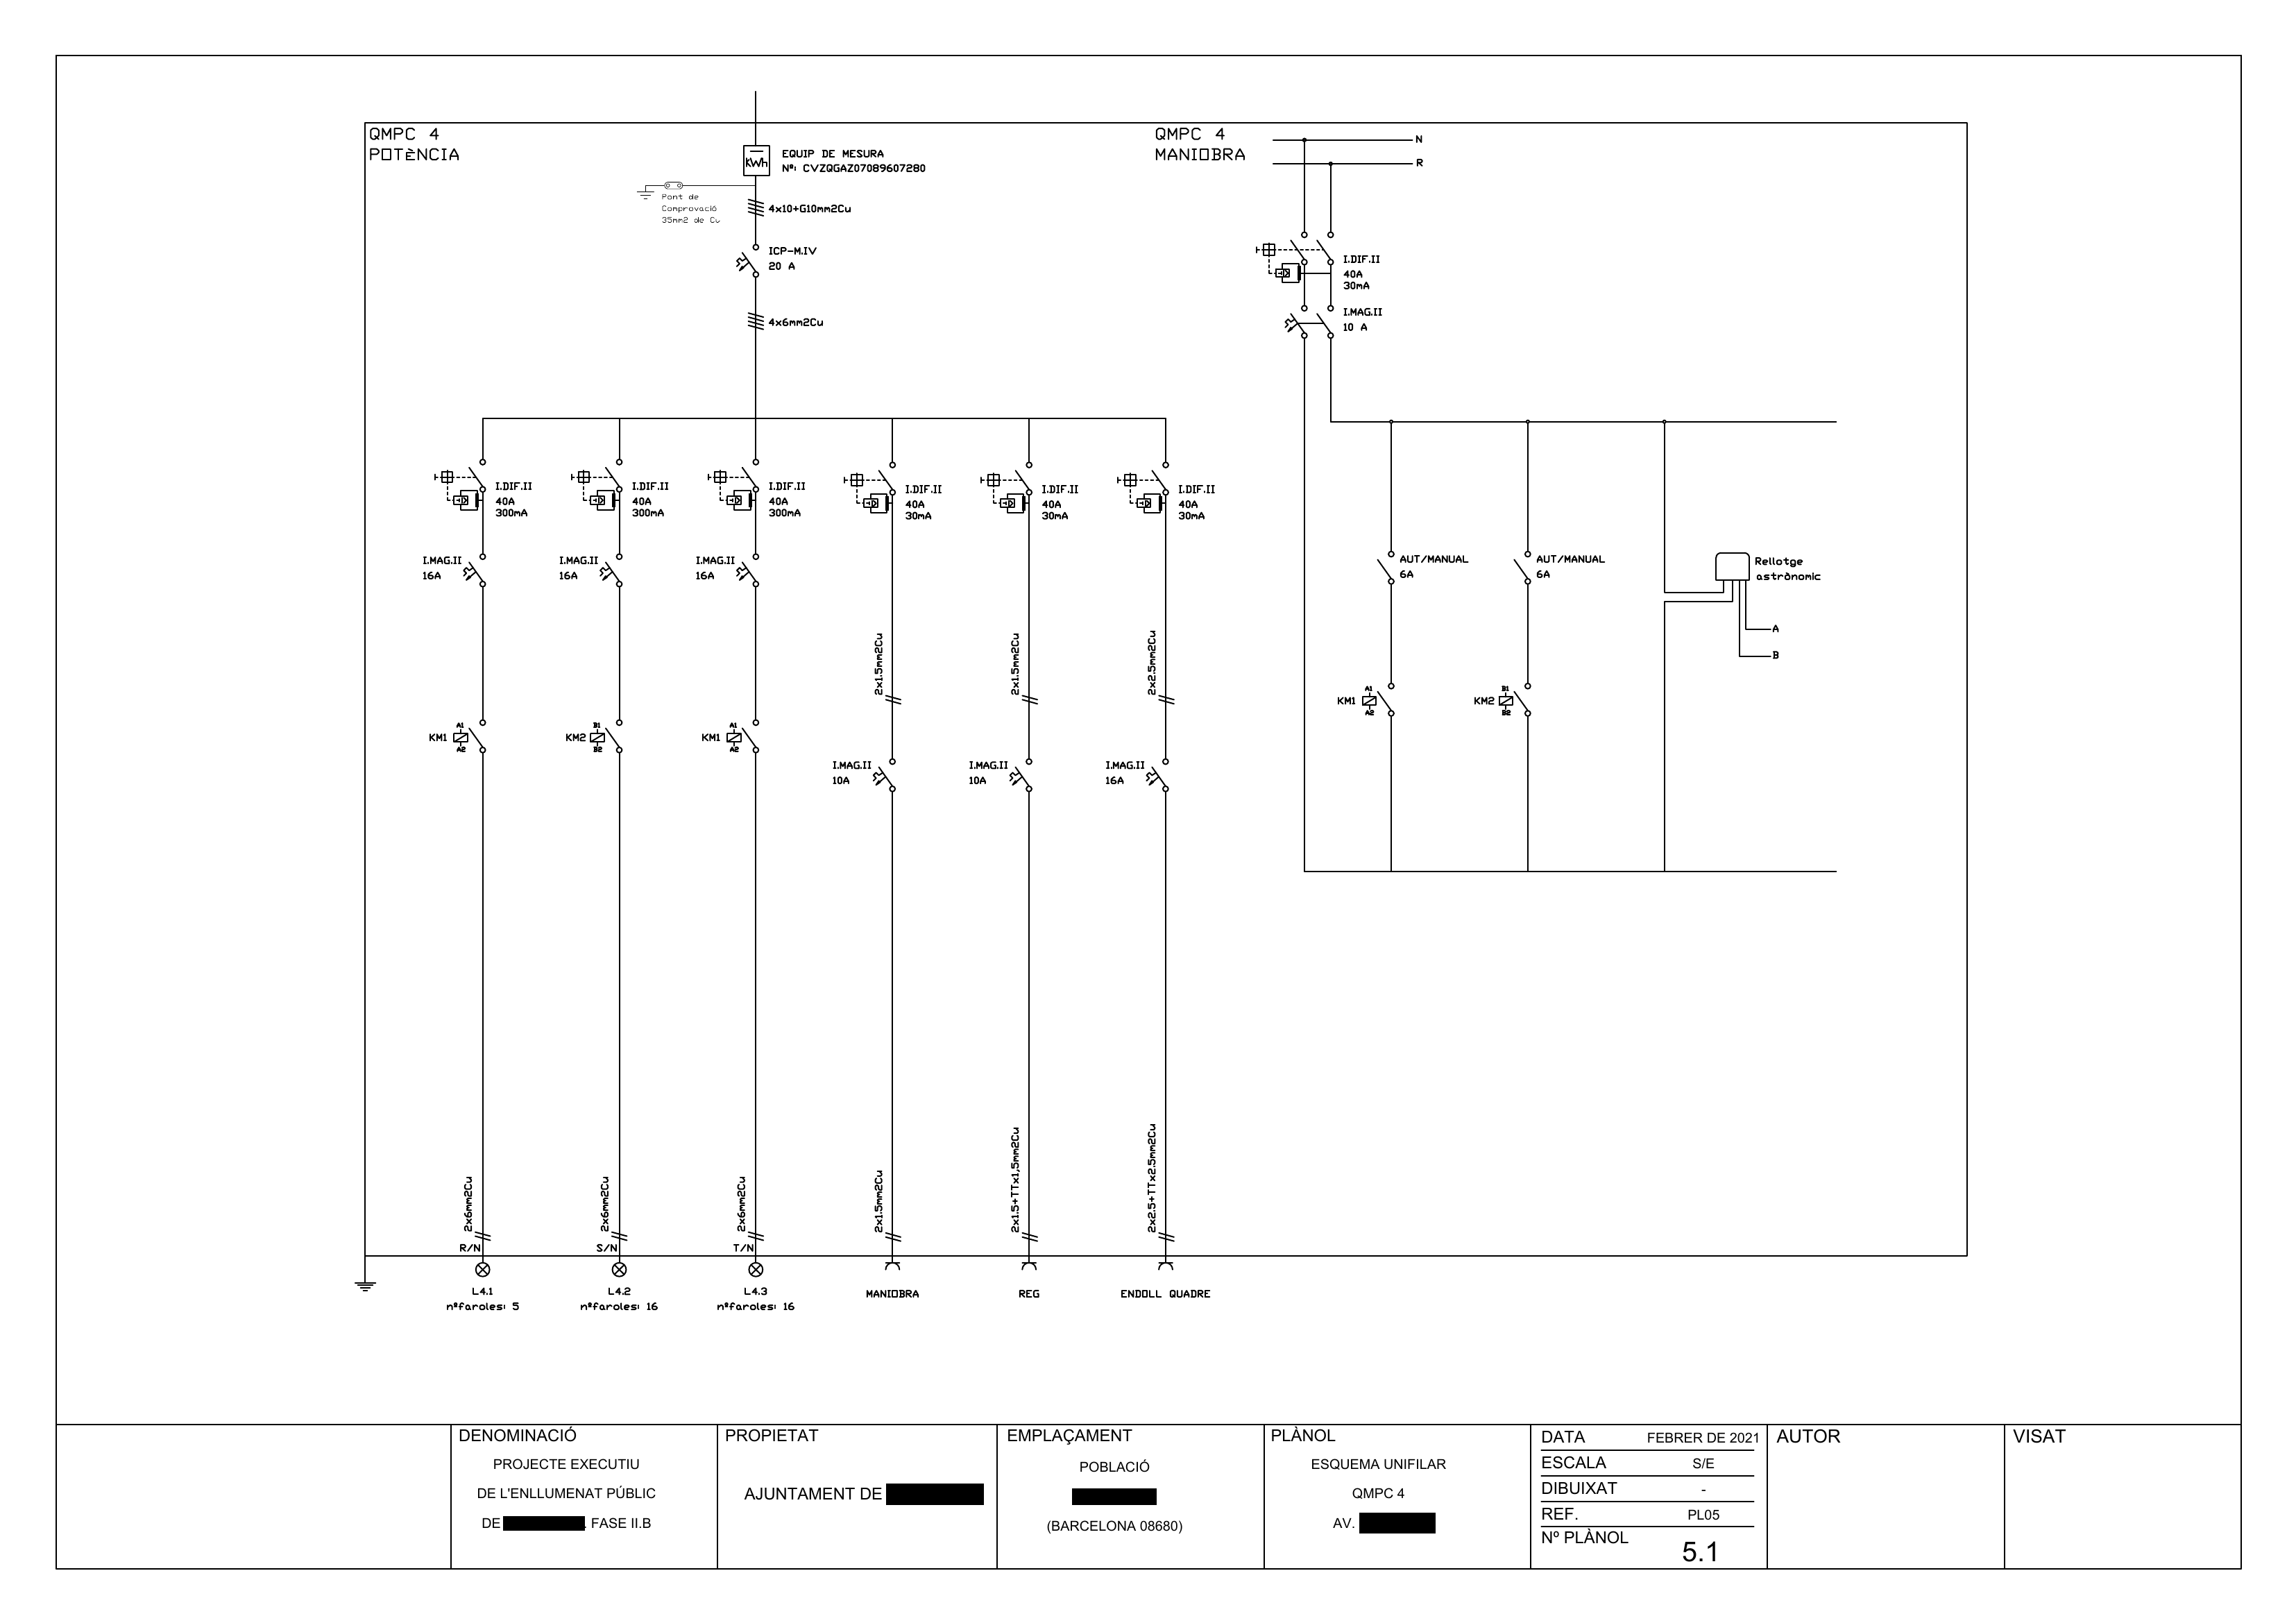 QMPC 4
POTèNCIA
EQUIP DE MESURA
Nº: CVZQGAZ07089607280
Pont de
Comprovació
35mm2 de Cu
4x10+G10mm2Cu
ICP-M.IV
20 A
4x6mm2Cu
I.DIF.II
40A
300mA
I.DIF.II
40A
300mA
I.DIF.II
40A
300mA
I.DIF.II
40A
30mA
I.DIF.II
40A
30mA
I.DIF.II
40A
30mA
I.MAG.II
16A
I.MAG.II
16A
I.MAG.II
16A
2x1.5mm2Cu
2x1.5mm2Cu
2x2.5mm2Cu
KM1
A1
A2
KM2
B1
B2
KM1
A1
A2
I.MAG.II
10A
I.MAG.II
10A
I.MAG.II
16A
2x6mm2Cu
2x6mm2Cu
2x6mm2Cu
2x1.5mm2Cu
2x1.5+TTx1,5mm2Cu
2x2.5+TTx2.5mm2Cu
R/N
S/N
T/N
L4.1
nºfaroles: 5
L4.2
nºfaroles: 16
L4.3
nºfaroles: 16
MANIOBRA
REG
ENDOLL QUADRE
QMPC 4
MANIOBRA
N
R
I.DIF.II
40A
30mA
I.MAG.II
10 A
AUT/MANUAL
6A
AUT/MANUAL
6A
Rellotge
astrònomic
A
B
KM1
A1
A2
KM2
B1
B2
DENOMINACIÓ
PROJECTE EXECUTIU
DE L'ENLLUMENAT PÚBLIC
DE . FASE II.B
PROPIETAT
AJUNTAMENT DE
EMPLAÇAMENT
POBLACIÓ
(BARCELONA 08680)
PLÀNOL
ESQUEMA UNIFILAR
QMPC 4
AV.
DATA FEBRER DE 2021
ESCALA S/E
DIBUIXAT -
REF. PL05
Nº PLÀNOL 5.1
AUTOR
VISAT